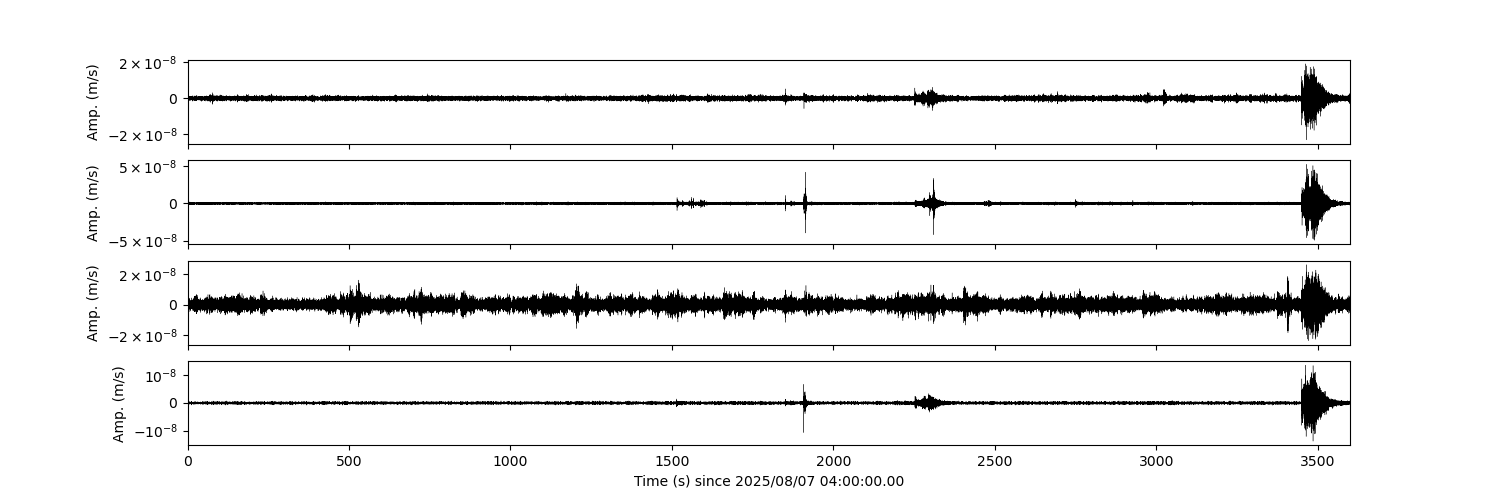 Amp. (m/s)
2 × 10⁻⁸
0
−2 × 10⁻⁸
Amp. (m/s)
5 × 10⁻⁸
0
−5 × 10⁻⁸
Amp. (m/s)
2 × 10⁻⁸
0
−2 × 10⁻⁸
Amp. (m/s)
10⁻⁸
0
−10⁻⁸
0 500 1000 1500 2000 2500 3000 3500
Time (s) since 2025/08/07 04:00:00.00